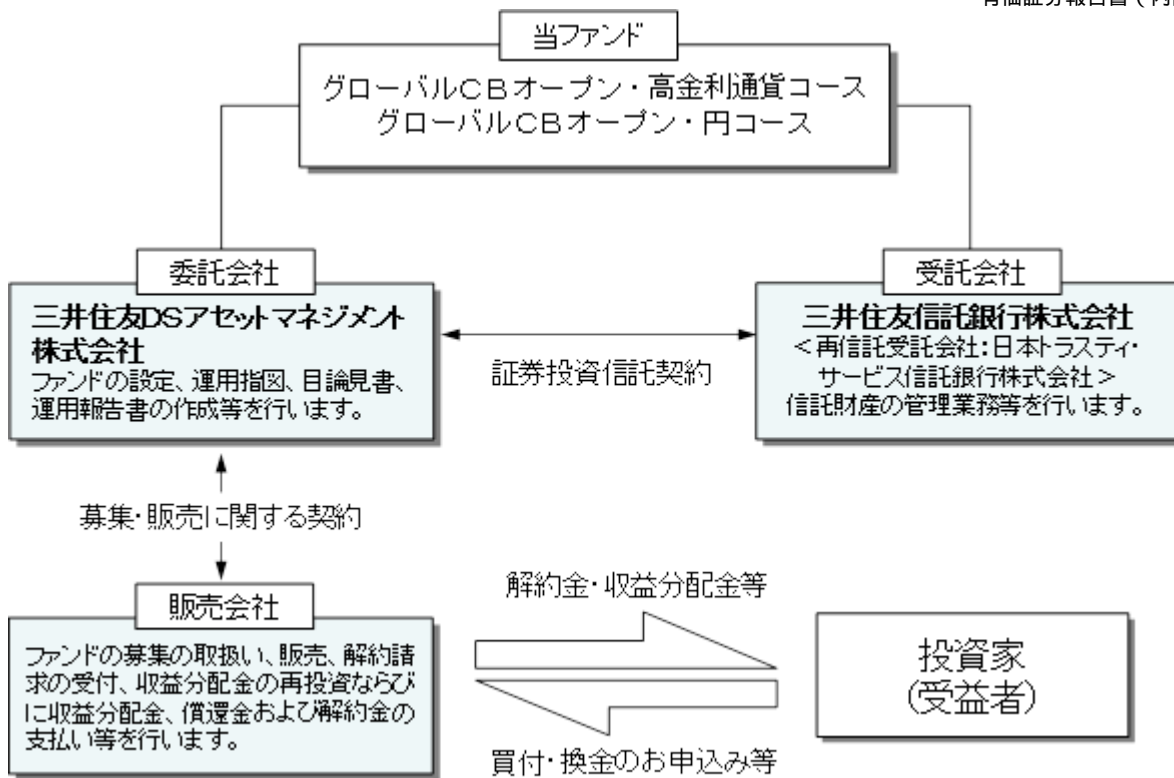 有価証券報告書(内
当ファンド
グローバルCBオープン・高金利通貨コース
グローバルCBオープン・円コース
委託会社
三井住友DSアセットマネジメント
株式会社
ファンドの設定、運用指図、目論見書、
運用報告書の作成等を行います。
証券投資信託契約
受託会社
三井住友信託銀行株式会社
<再信託受託会社:日本トラスティ・
サービス信託銀行株式会社>
信託財産の管理業務等を行います。
募集・販売に関する契約
販売会社
ファンドの募集の取扱い、販売、解約請
求の受付、収益分配金の再投資ならび
に収益分配金、償還金および解約金の
支払い等を行います。
解約金・収益分配金等
買付・換金のお申込み等
投資家
(受益者)